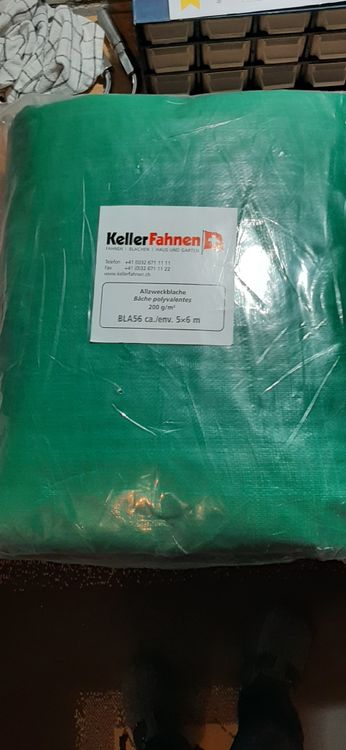 KellerFahnen
FAHNEN | BLACHEN | HAUS UND GARTEN
Telefon +41 (0)32 671 11 11
Fax +41 (0)32 671 11 22
www.kellerfahnen.ch
Allzweckblache
Bâche polyvalentes
200 g/m²
BLA56 ca./env. 5×6 m